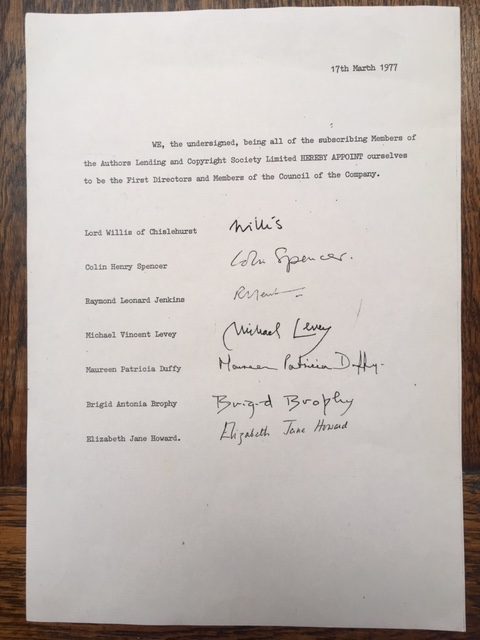 17th March 1977
WE, the undersigned, being all of the subscribing Members of
the Authors Lending and Copyright Society Limited HEREBY APPOINT ourselves
to be the First Directors and Members of the Council of the Company.
Lord Willis of Chislehurst Willis
Colin Henry Spencer Colin Spencer.
Raymond Leonard Jenkins
Michael Vincent Levey Michael Levey
Maureen Patricia Duffy Maureen Patricia Duffy.
Brigid Antonia Brophy Brigid Brophy
Elizabeth Jane Howard. Elizabeth Jane Howard